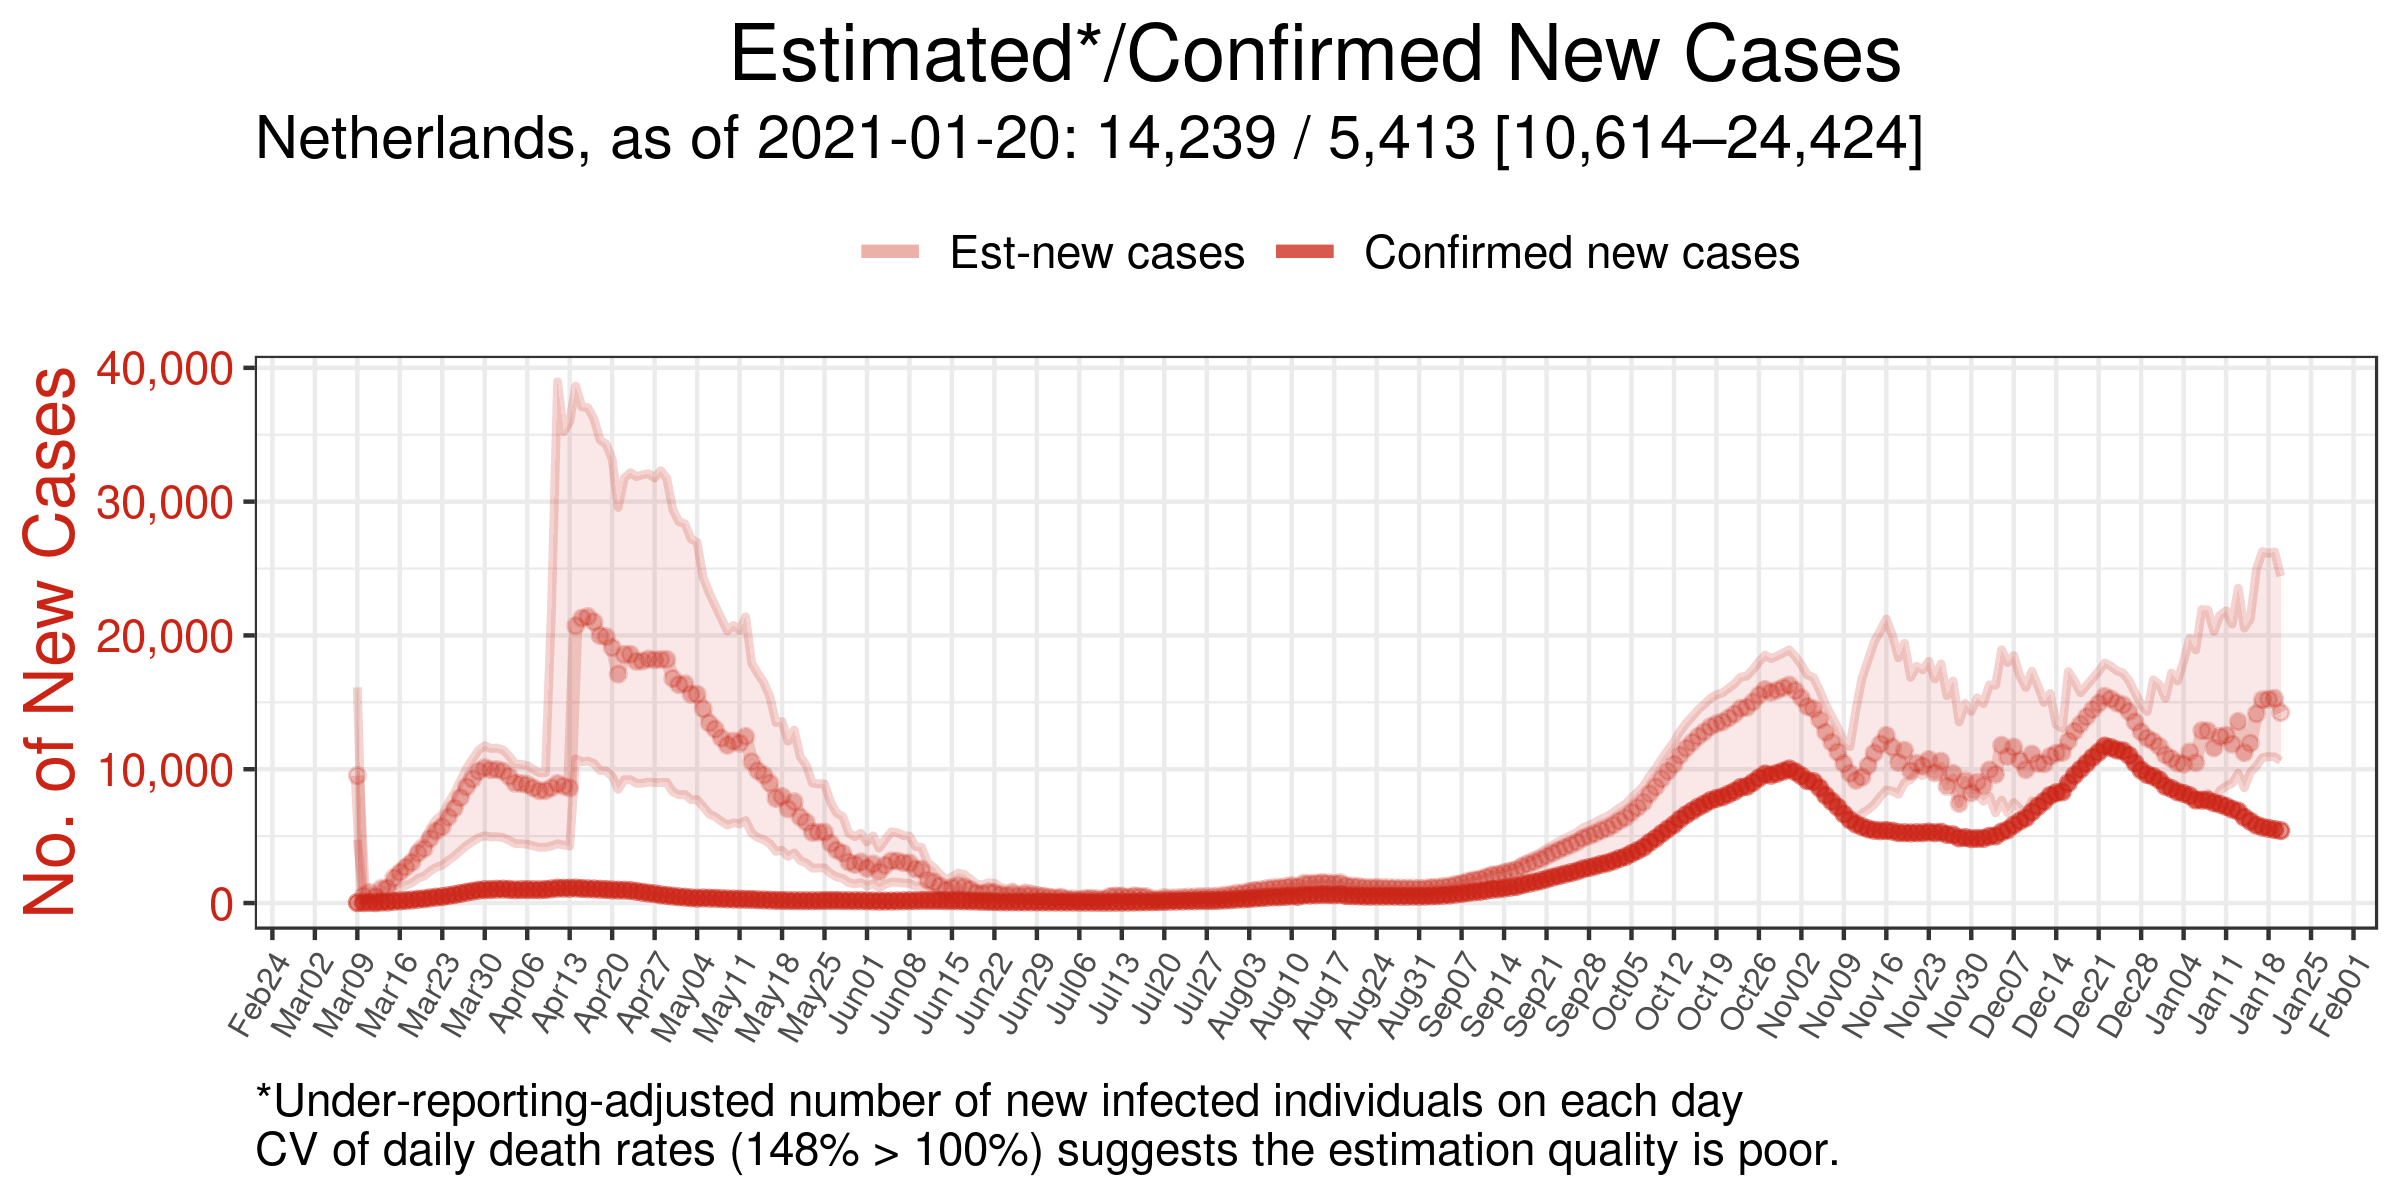 Estimated*/Confirmed New Cases
Netherlands, as of 2021-01-20: 14,239 / 5,413 [10,614–24,424]
Est-new cases Confirmed new cases
No. of New Cases
40,000
30,000
20,000
10,000
0
Feb24 Mar02 Mar09 Mar16 Mar23 Mar30 Apr06 Apr13 Apr20 Apr27 May04 May11 May18 May25 Jun01 Jun08 Jun15 Jun22 Jun29 Jul06 Jul13 Jul20 Jul27 Aug03 Aug10 Aug17 Aug24 Aug31 Sep07 Sep14 Sep21 Sep28 Oct05 Oct12 Oct19 Oct26 Nov02 Nov09 Nov16 Nov23 Nov30 Dec07 Dec14 Dec21 Dec28 Jan04 Jan11 Jan18 Jan25 Feb01
*Under-reporting-adjusted number of new infected individuals on each day
CV of daily death rates (148% > 100%) suggests the estimation quality is poor.